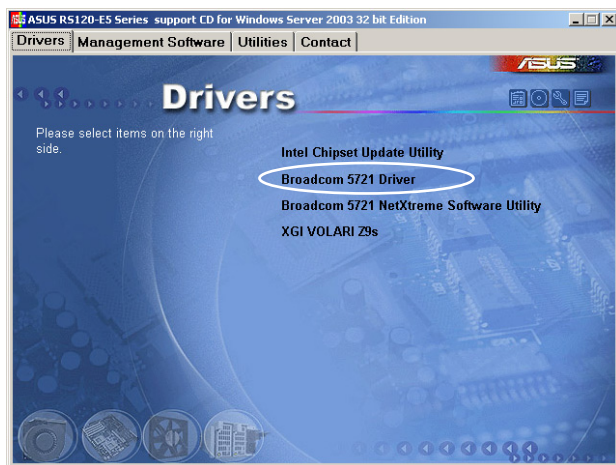 ASUS RS120-E5 Series support CD for Windows Server 2003 32 bit Edition
Drivers Management Software Utilities Contact
ASUS
Drivers
Please select items on the right
side.
Intel Chipset Update Utility
Broadcom 5721 Driver
Broadcom 5721 NetXtreme Software Utility
XGI VOLARI Z9s